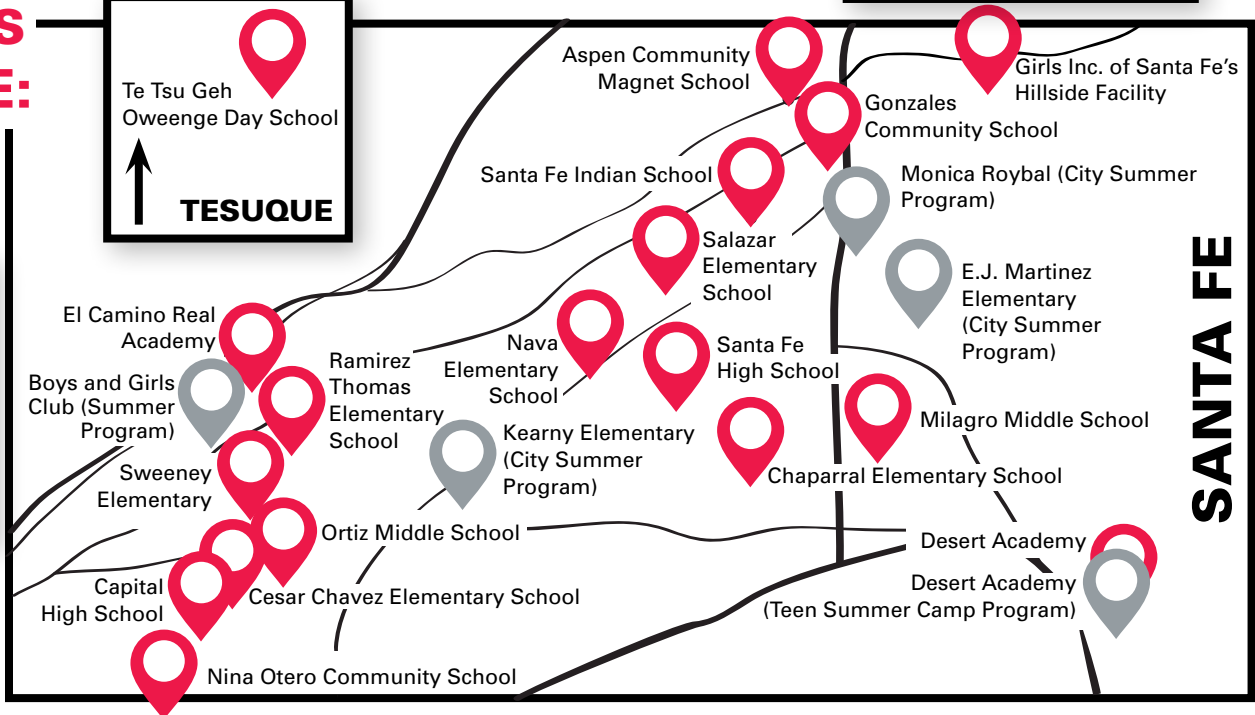 S
E:
Te Tsu Geh
Oweenge Day School
TESUQUE
Aspen Community
Magnet School
Girls Inc. of Santa Fe's
Hillside Facility
Gonzales
Community School
Santa Fe Indian School
Monica Roybal (City Summer
Program)
Salazar
Elementary
School
E.J. Martinez
Elementary
(City Summer
Program)
SANTA FE
El Camino Real
Academy
Ramirez
Thomas
Elementary
School
Nava
Elementary
School
Santa Fe
High School
Boys and Girls
Club (Summer
Program)
Milagro Middle School
Kearny Elementary
(City Summer
Program)
Sweeney
Elementary
Chaparral Elementary School
Ortiz Middle School
Desert Academy
Desert Academy
(Teen Summer Camp Program)
Capital
High School
Cesar Chavez Elementary School
Nina Otero Community School